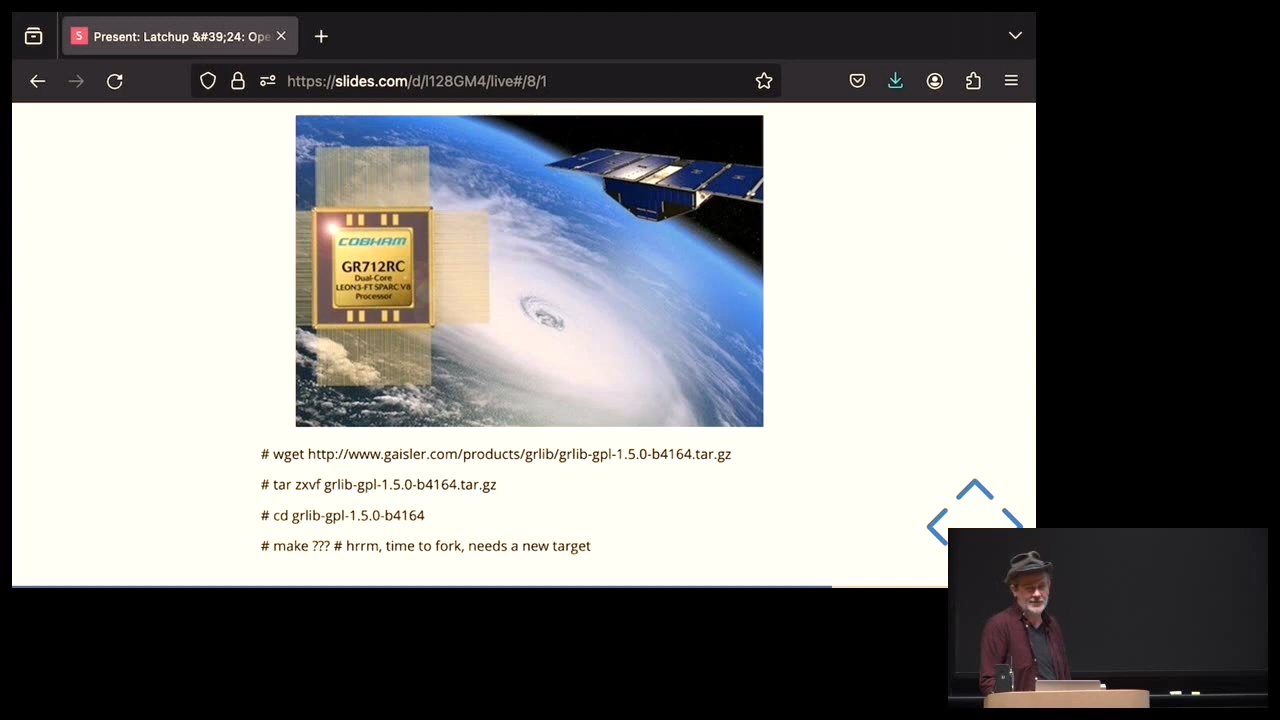 Present: Latchup &#39;24: Ope
https://slides.com/d/l128GM4/live#/8/1
COBHAM
GR712RC
Dual-Core
LEON3-FT SPARC V8
Processor
# wget http://www.gaisler.com/products/grlib/grlib-gpl-1.5.0-b4164.tar.gz
# tar zxvf grlib-gpl-1.5.0-b4164.tar.gz
# cd grlib-gpl-1.5.0-b4164
# make ??? # hrrm, time to fork, needs a new target